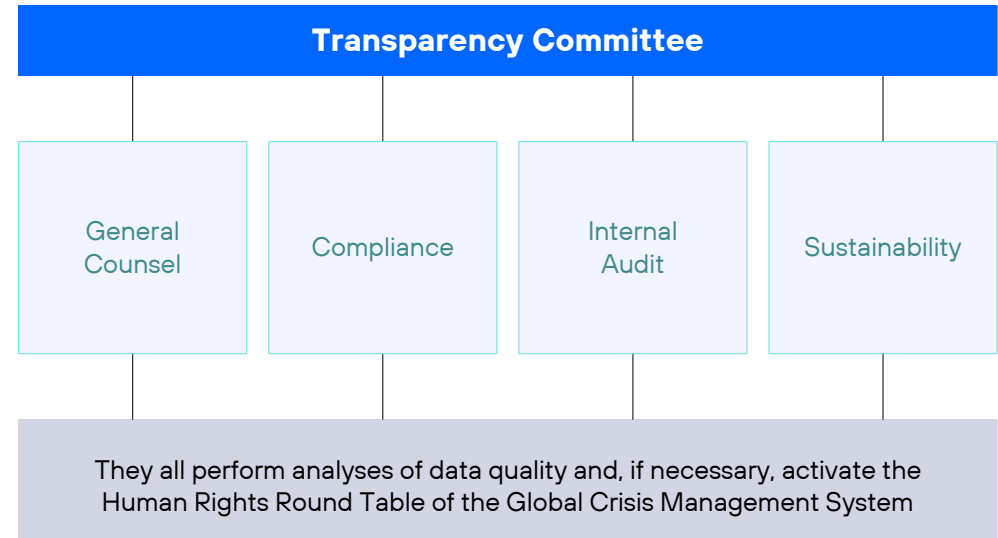 Transparency Committee
General
Counsel
Compliance
Internal
Audit
Sustainability
They all perform analyses of data quality and, if necessary, activate the
Human Rights Round Table of the Global Crisis Management System